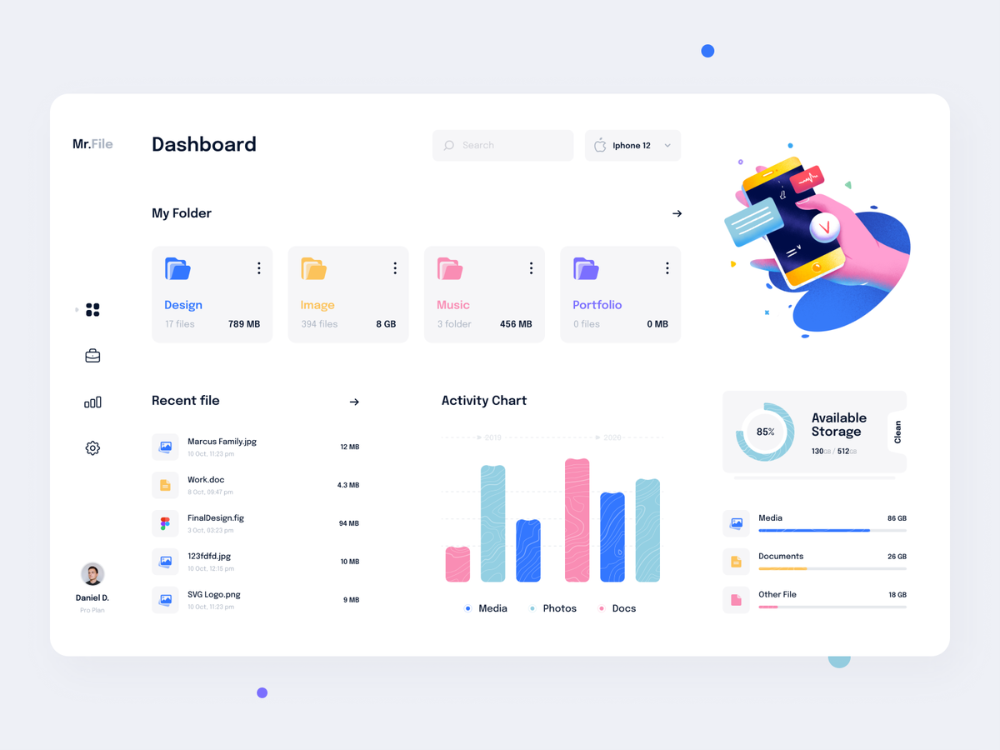 Mr.File
Dashboard
Search
Iphone 12
My Folder
Design
17 files
789 MB
Image
394 files
8 GB
Music
3 folder
456 MB
Portfolio
0 files
0 MB
Recent file
Marcus Family.jpg
10 Oct, 11:23 pm
12 MB
Work.doc
8 Oct, 09:47 pm
4.3 MB
FinalDesign.fig
3 Oct, 03:23 pm
94 MB
123fdfd.jpg
10 Oct, 12:15 pm
10 MB
SVG Logo.png
10 Oct, 11:23 pm
9 MB
Activity Chart
2019
Media
Photos
Docs
85%
Available
Storage
130GB / 512GB
Clean
Media
86 GB
Documents
26 GB
Other File
18 GB
Daniel D.
Pro Plan